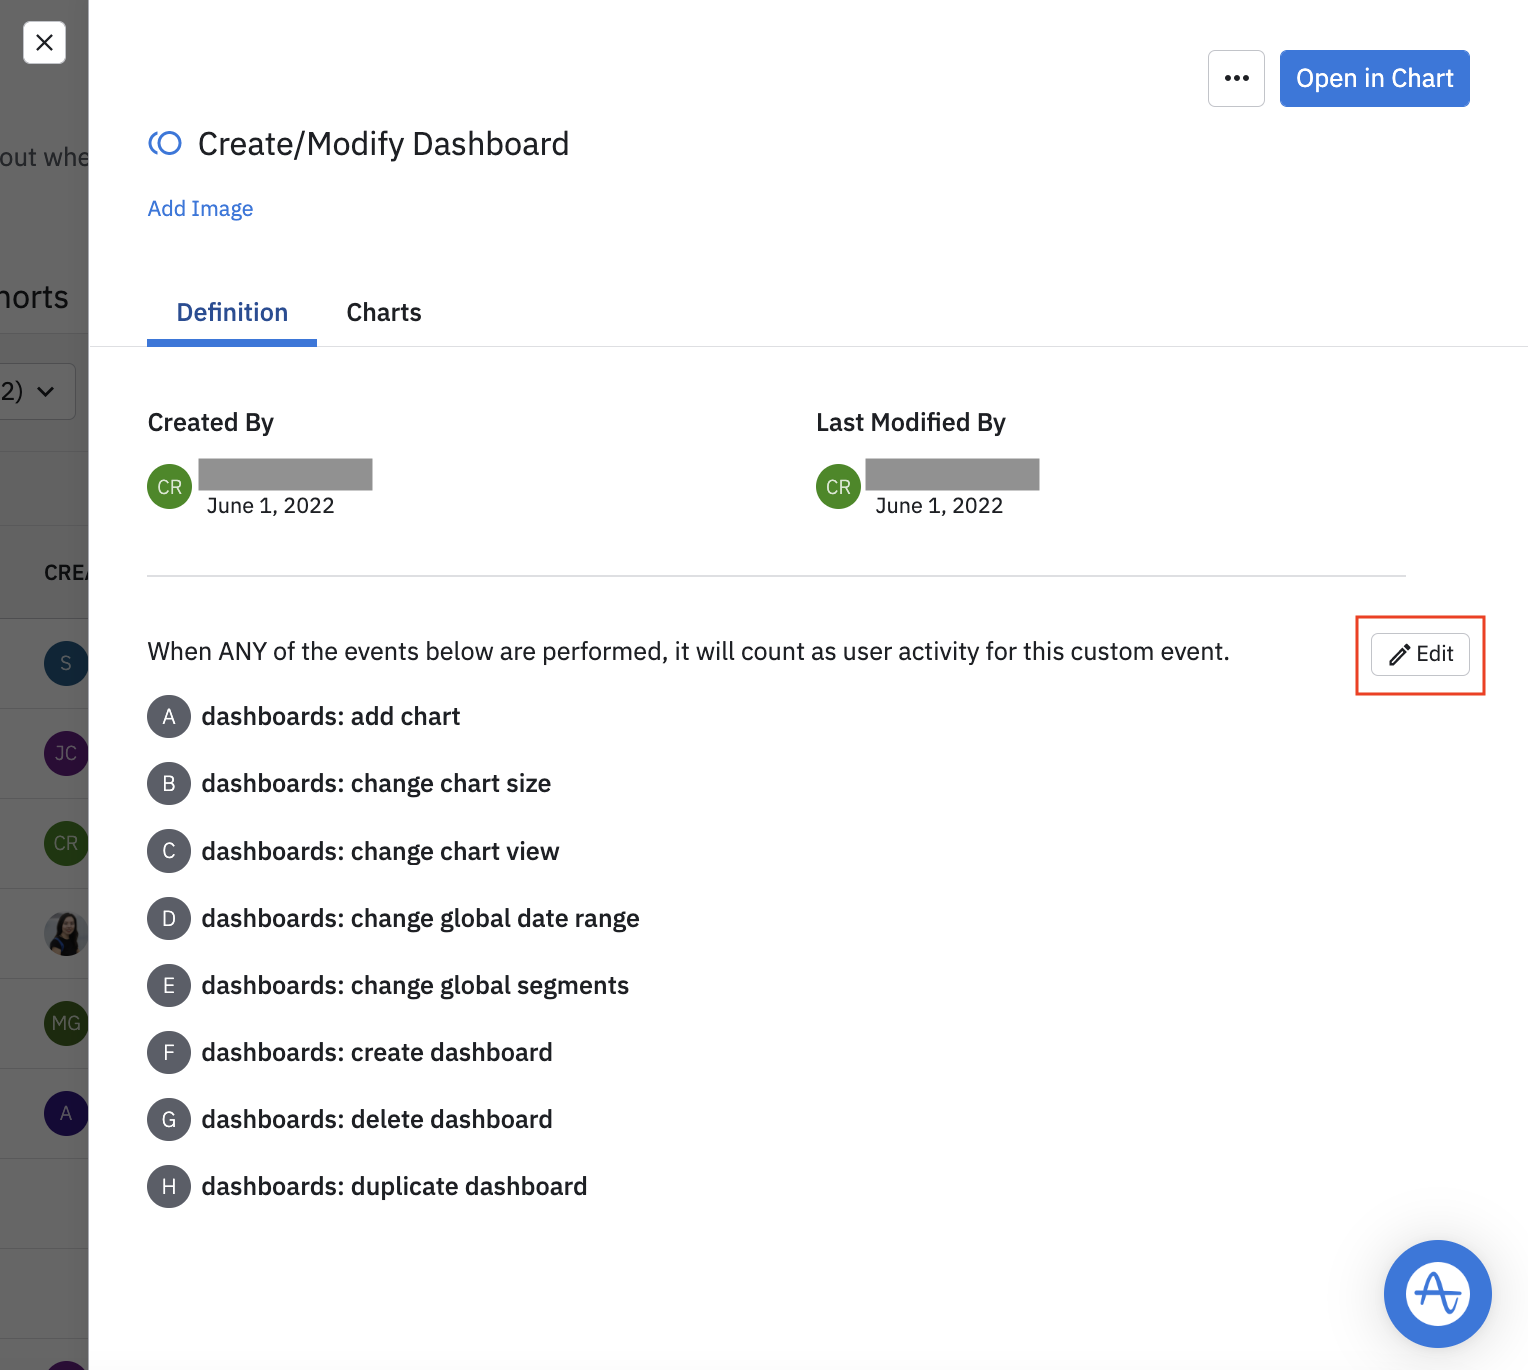 Open in Chart
out whe
Create/Modify Dashboard
Add Image
horts
Definition
Charts
2)
Created By
Last Modified By
CR
CR
June 1, 2022
June 1, 2022
CREA
When ANY of the events below are performed, it will count as user activity for this custom event.
Edit
S
A dashboards: add chart
JC
B dashboards: change chart size
CR
C dashboards: change chart view
D dashboards: change global date range
E dashboards: change global segments
MG
F dashboards: create dashboard
A
G dashboards: delete dashboard
H dashboards: duplicate dashboard